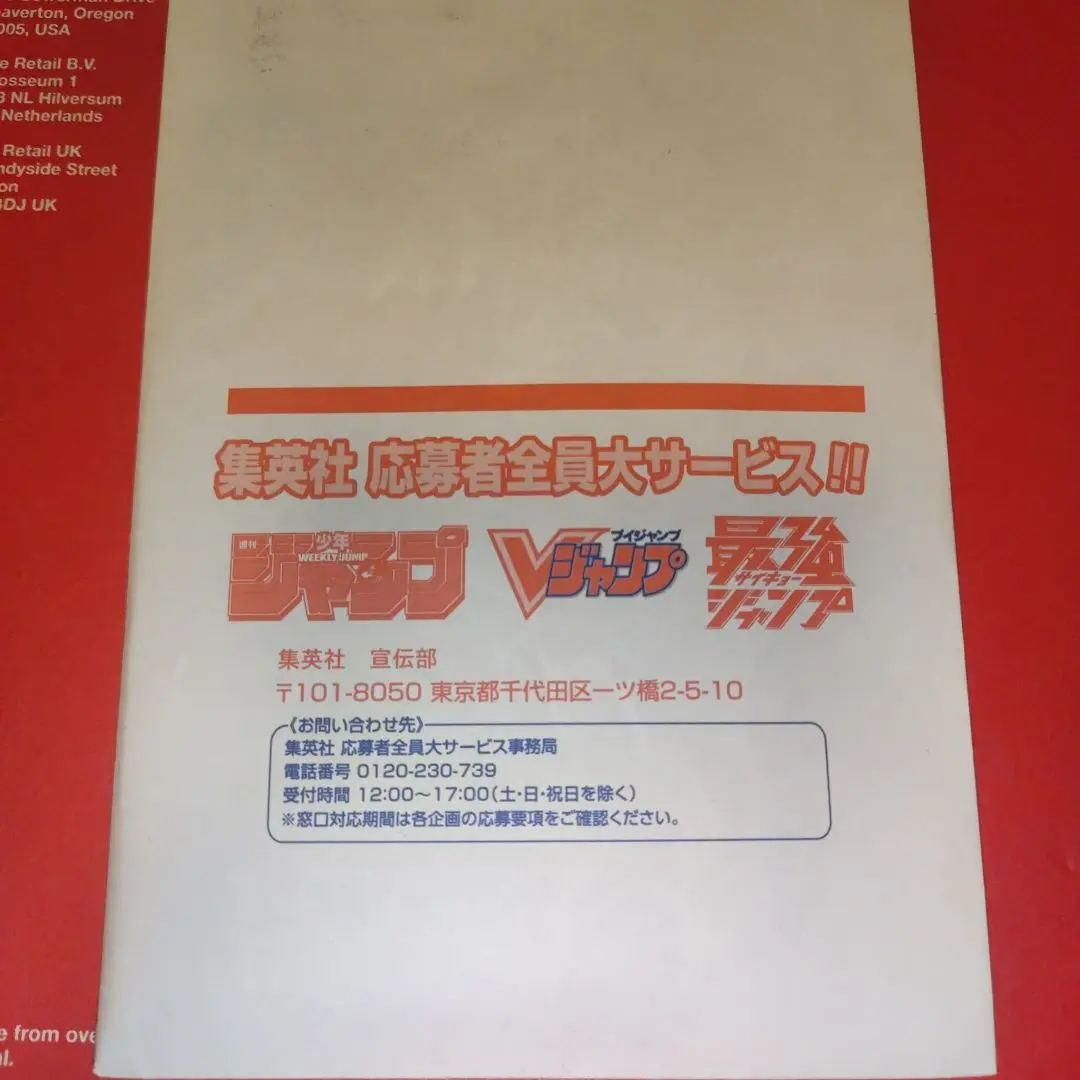 averton, Oregon
005, USA
Retail B.V.
osseum 1
NL Hilversum
Netherlands
Retail UK
ndyside Street
on
DJ UK
集英社 応募者全員大サービス!!
週刊 少年
WEEKLY JUMP
ジャンプ
ブイジャンプ
Vジャンプ
最強
サイキョー
ジャンプ
集英社 宣伝部
〒101-8050 東京都千代田区一ツ橋2-5-10
《お問い合わせ先》
集英社 応募者全員大サービス事務局
電話番号 0120-230-739
受付時間 12:00~17:00(土・日・祝日を除く)
※窓口対応期間は各企画の応募要項をご確認ください。
e from ove
l.